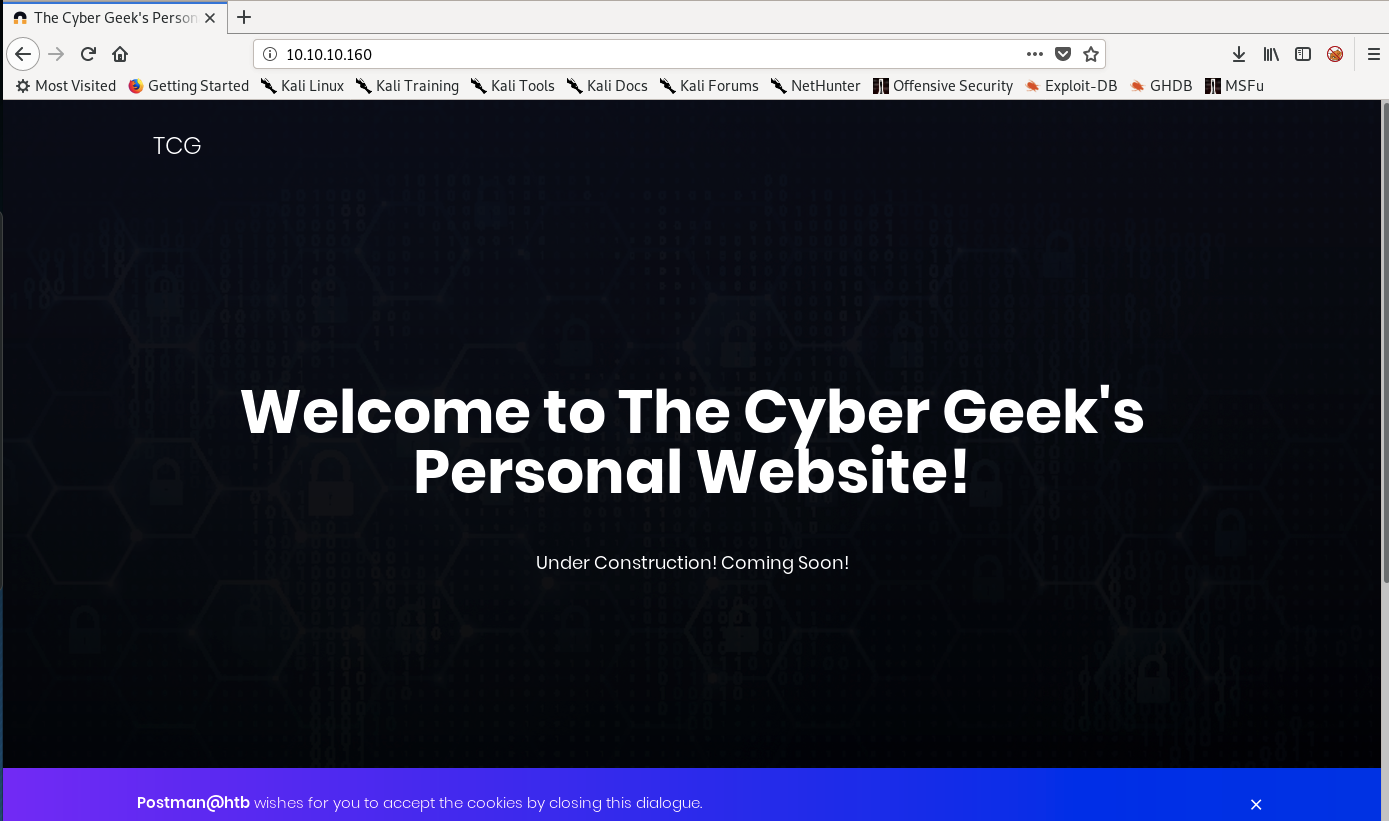 The Cyber Geek's Person
10.10.10.160
Most Visited Getting Started Kali Linux Kali Training Kali Tools Kali Docs Kali Forums NetHunter Offensive Security Exploit-DB GHDB MSFu
TCG
Welcome to The Cyber Geek's
Personal Website!
Under Construction! Coming Soon!
Postman@htb wishes for you to accept the cookies by closing this dialogue.